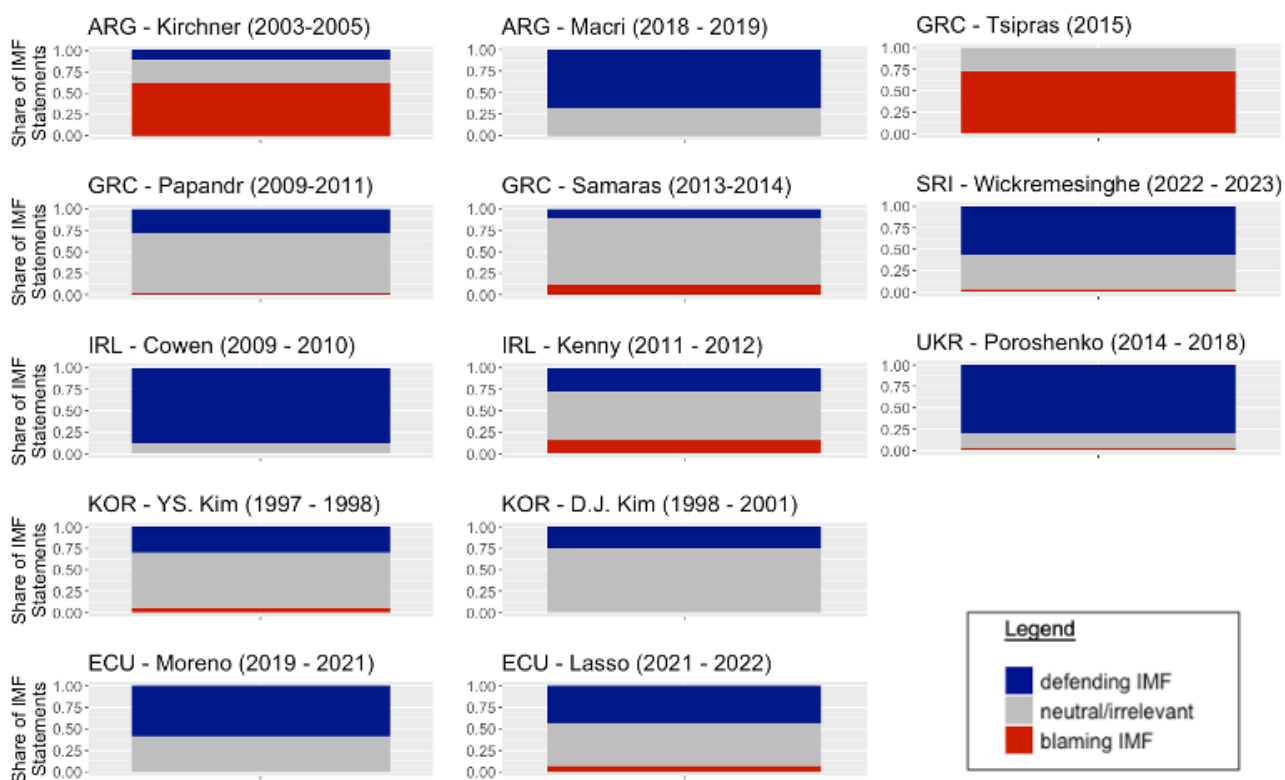 ARG - Kirchner (2003-2005)
ARG - Macri (2018 - 2019)
GRC - Tsipras (2015)
Share of IMF
Statements
1.00
0.75
0.50
0.25
0.00
1.00
0.75
0.50
0.25
0.00
1.00
0.75
0.50
0.25
0.00
GRC - Papandr (2009-2011)
GRC - Samaras (2013-2014)
SRI - Wickremesinghe (2022 - 2023)
Share of IMF
Statements
1.00
0.75
0.50
0.25
0.00
1.00
0.75
0.50
0.25
0.00
1.00
0.75
0.50
0.25
0.00
IRL - Cowen (2009 - 2010)
IRL - Kenny (2011 - 2012)
UKR - Poroshenko (2014 - 2018)
Share of IMF
Statements
1.00
0.75
0.50
0.25
0.00
1.00
0.75
0.50
0.25
0.00
1.00
0.75
0.50
0.25
0.00
KOR - YS. Kim (1997 - 1998)
KOR - D.J. Kim (1998 - 2001)
Share of IMF
Statements
1.00
0.75
0.50
0.25
0.00
1.00
0.75
0.50
0.25
0.00
ECU - Moreno (2019 - 2021)
ECU - Lasso (2021 - 2022)
Share of IMF
Statements
1.00
0.75
0.50
0.25
0.00
1.00
0.75
0.50
0.25
0.00
Legend
defending IMF
neutral/irrelevant
blaming IMF